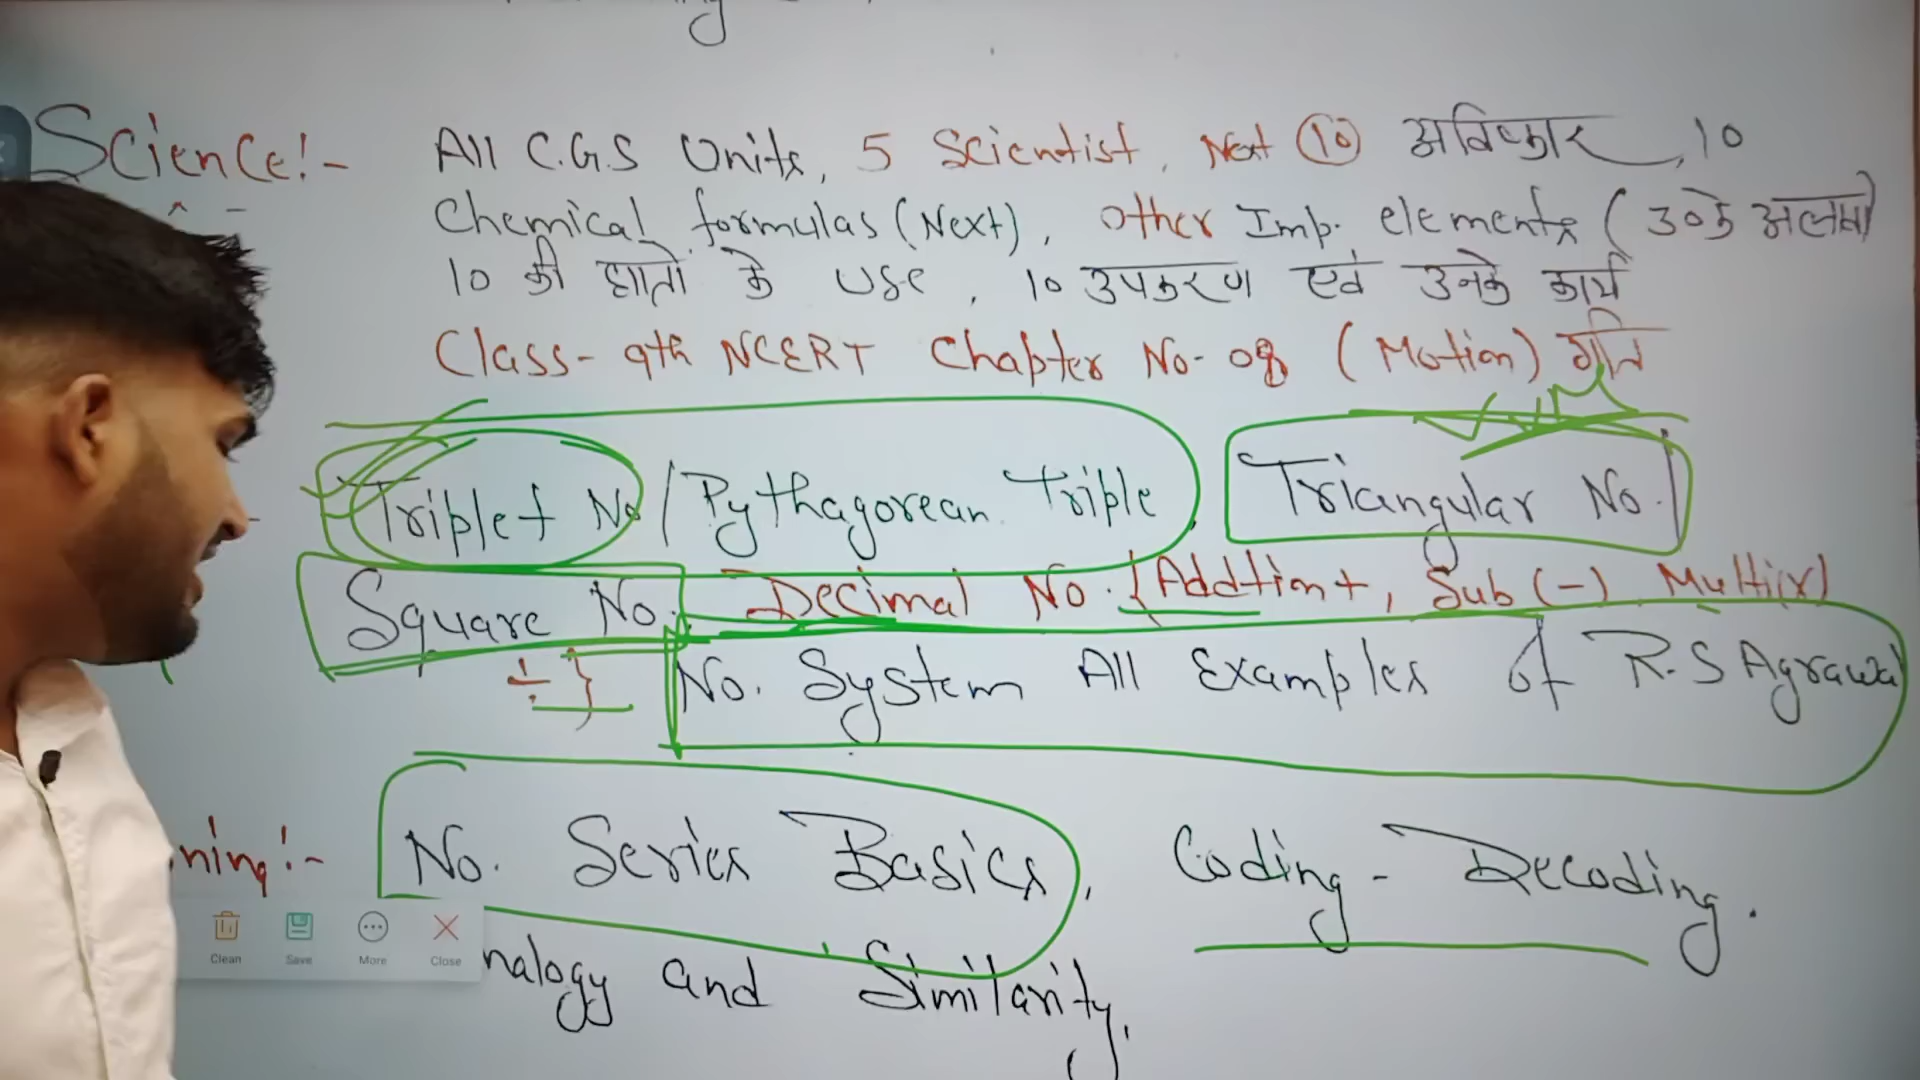 Science:- All C.G.S Units, 5 Scientist, Next 10 अविष्कार, 10
Chemical formulas (Next), Other Imp. elements ( 30 के अलावा
10 की धातो के use, 10 उपकरण एवं उनके कार्य
Class- 9th NCERT Chapter No- 08 (Motion) गति
Triplet No / Pythagorean Triple, Triangular No.
Square No. Decimal No. {Addtion+, Sub (-) Multi(x)
÷} No. System All Examples of R.S Agrawal
ning:- No. Series Basics, Coding - Decoding.
nalogy and Similarity,
Clean Save More Close